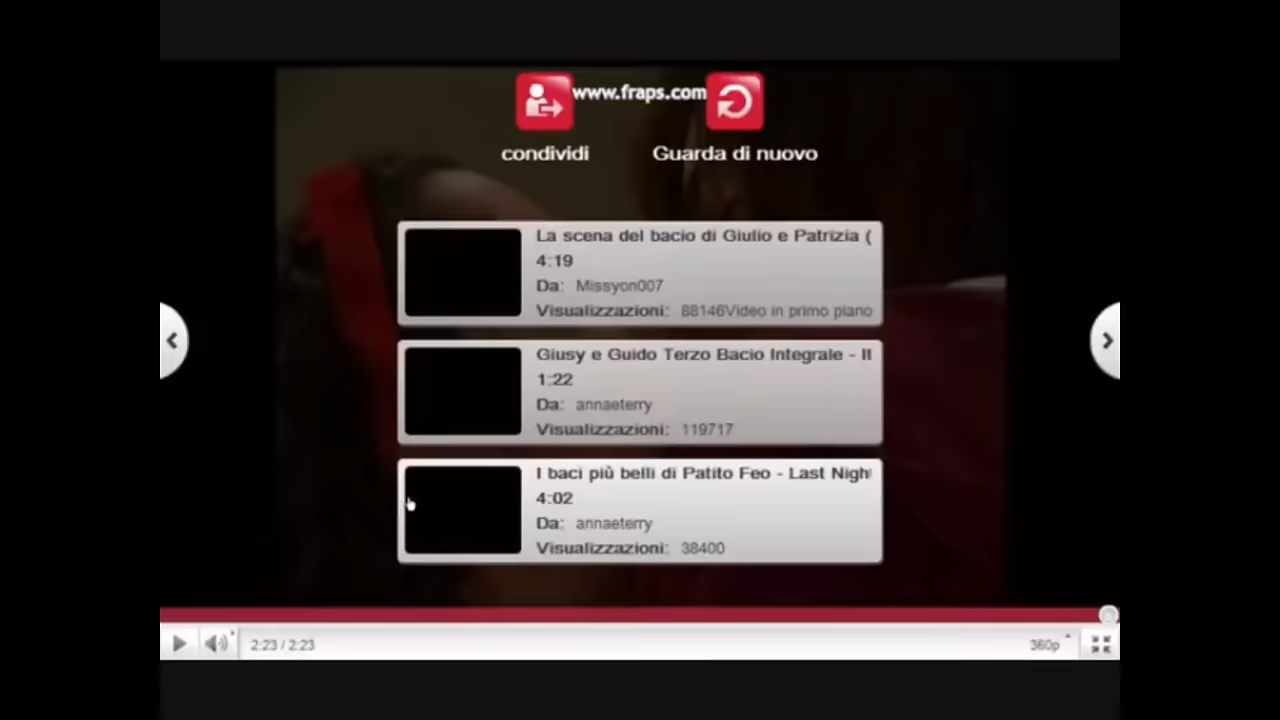 www.fraps.com
condividi
Guarda di nuovo
La scena del bacio di Giulio e Patrizia (
4:19
Da: Missyon007
Visualizzazioni: 88146Video in primo piano
Giusy e Guido Terzo Bacio Integrale - Il
1:22
Da: annaeterry
Visualizzazioni: 119717
I baci più belli di Patito Feo - Last Nigh
4:02
Da: annaeterry
Visualizzazioni: 38400
2:23 / 2:23
360p